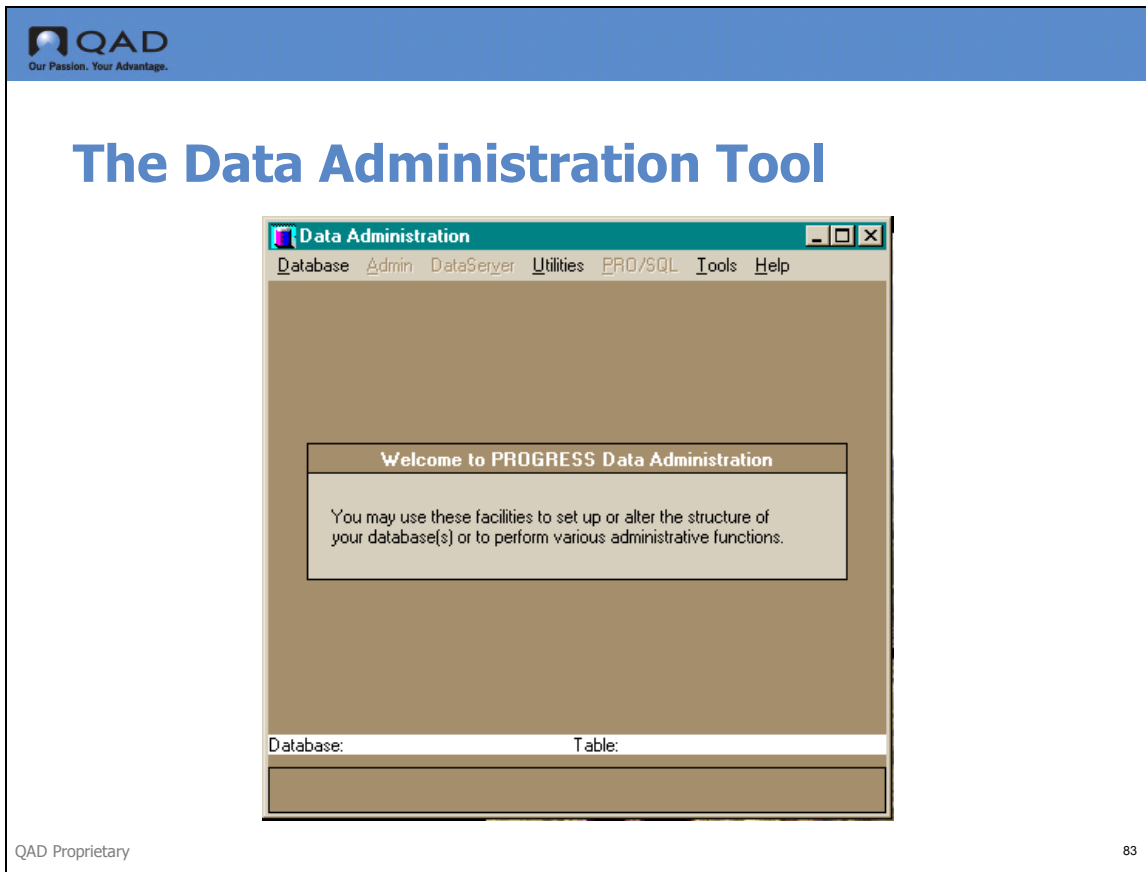 QAD
Our Passion. Your Advantage.
The Data Administration Tool
Data Administration
Database Admin DataServer Utilities PRO/SQL Tools Help
Welcome to PROGRESS Data Administration
You may use these facilities to set up or alter the structure of
your database(s) or to perform various administrative functions.
Database: Table:
QAD Proprietary
83